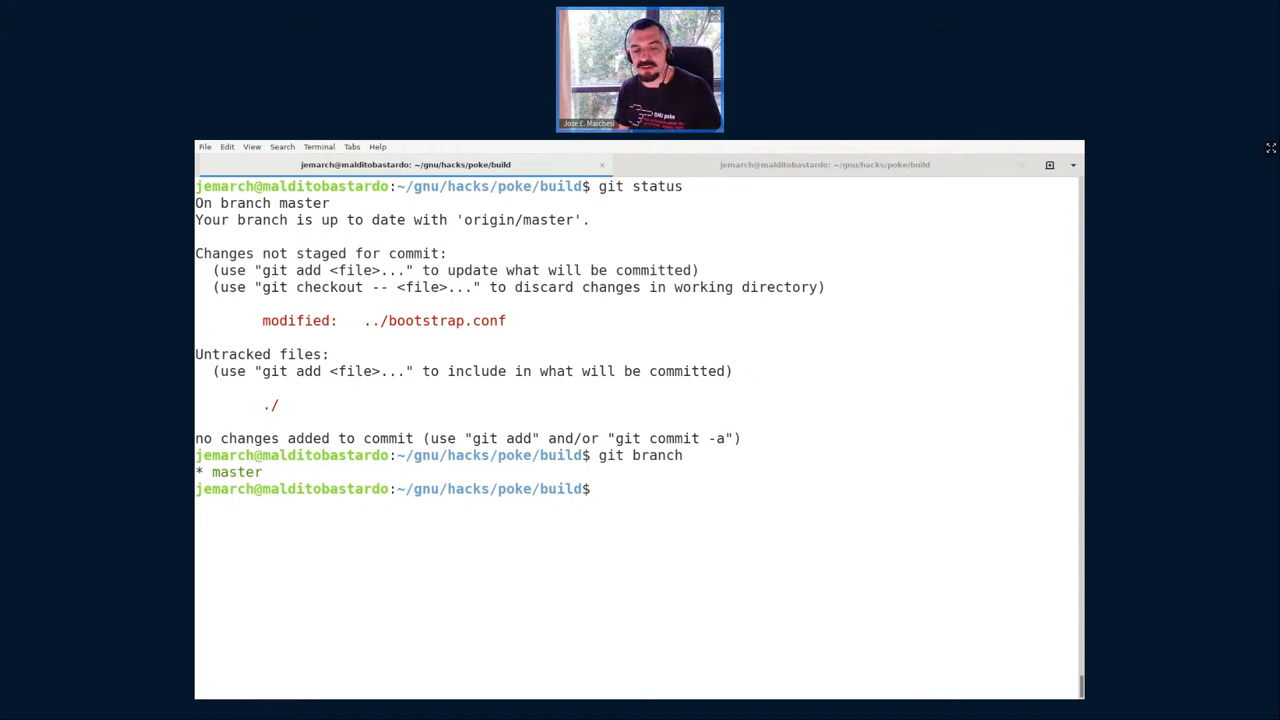 GNU poke
Jose E. Marchesi
File Edit View Search Terminal Tabs Help
jemarch@malditobastardo: ~/gnu/hacks/poke/build × jemarch@malditobastardo: ~/gnu/hacks/poke/build
jemarch@malditobastardo:~/gnu/hacks/poke/build$ git status
On branch master
Your branch is up to date with 'origin/master'.
Changes not staged for commit:
(use "git add <file>..." to update what will be committed)
(use "git checkout -- <file>..." to discard changes in working directory)
modified: ../bootstrap.conf
Untracked files:
(use "git add <file>..." to include in what will be committed)
./
no changes added to commit (use "git add" and/or "git commit -a")
jemarch@malditobastardo:~/gnu/hacks/poke/build$ git branch
* master
jemarch@malditobastardo:~/gnu/hacks/poke/build$